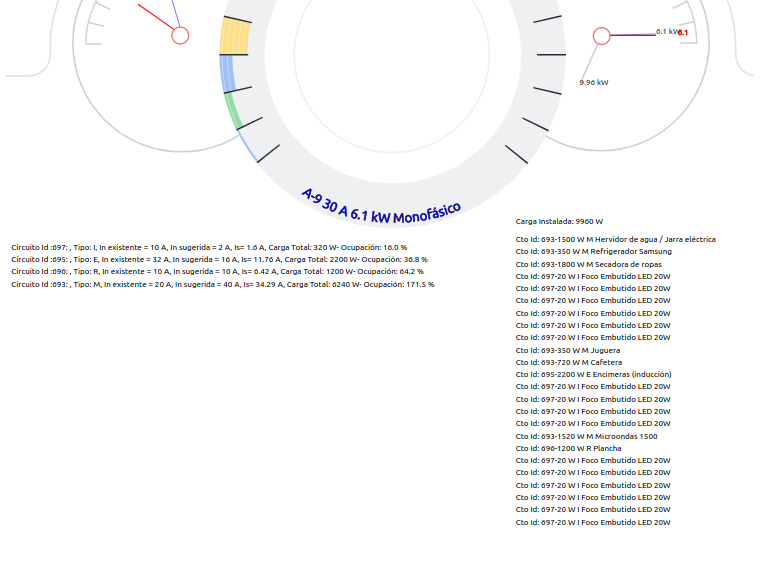 6.1 kW
6.1
9.96 kW
A-9 30 A 6.1 kW Monofásico
Carga Instalada: 9960 W
Circuito Id :697: , Tipo: I, In existente = 10 A, In sugerida = 2 A, Is= 1.6 A, Carga Total: 320 W- Ocupación: 16.0 %
Circuito Id :695: , Tipo: E, In existente = 32 A, In sugerida = 16 A, Is= 11.76 A, Carga Total: 2200 W- Ocupación: 36.8 %
Circuito Id :696: , Tipo: R, In existente = 10 A, In sugerida = 10 A, Is= 6.42 A, Carga Total: 1200 W- Ocupación: 64.2 %
Circuito Id :693: , Tipo: M, In existente = 20 A, In sugerida = 40 A, Is= 34.29 A, Carga Total: 6240 W- Ocupación: 171.5 %
Cto Id: 693-1500 W M Hervidor de agua / Jarra eléctrica
Cto Id: 693-350 W M Refrigerador Samsung
Cto Id: 693-1800 W M Secadora de ropas
Cto Id: 697-20 W I Foco Embutido LED 20W
Cto Id: 697-20 W I Foco Embutido LED 20W
Cto Id: 697-20 W I Foco Embutido LED 20W
Cto Id: 697-20 W I Foco Embutido LED 20W
Cto Id: 697-20 W I Foco Embutido LED 20W
Cto Id: 697-20 W I Foco Embutido LED 20W
Cto Id: 693-350 W M Juguera
Cto Id: 693-720 W M Cafetera
Cto Id: 695-2200 W E Encimeras (inducción)
Cto Id: 697-20 W I Foco Embutido LED 20W
Cto Id: 697-20 W I Foco Embutido LED 20W
Cto Id: 697-20 W I Foco Embutido LED 20W
Cto Id: 697-20 W I Foco Embutido LED 20W
Cto Id: 693-1520 W M Microondas 1500
Cto Id: 696-1200 W R Plancha
Cto Id: 697-20 W I Foco Embutido LED 20W
Cto Id: 697-20 W I Foco Embutido LED 20W
Cto Id: 697-20 W I Foco Embutido LED 20W
Cto Id: 697-20 W I Foco Embutido LED 20W
Cto Id: 697-20 W I Foco Embutido LED 20W
Cto Id: 697-20 W I Foco Embutido LED 20W